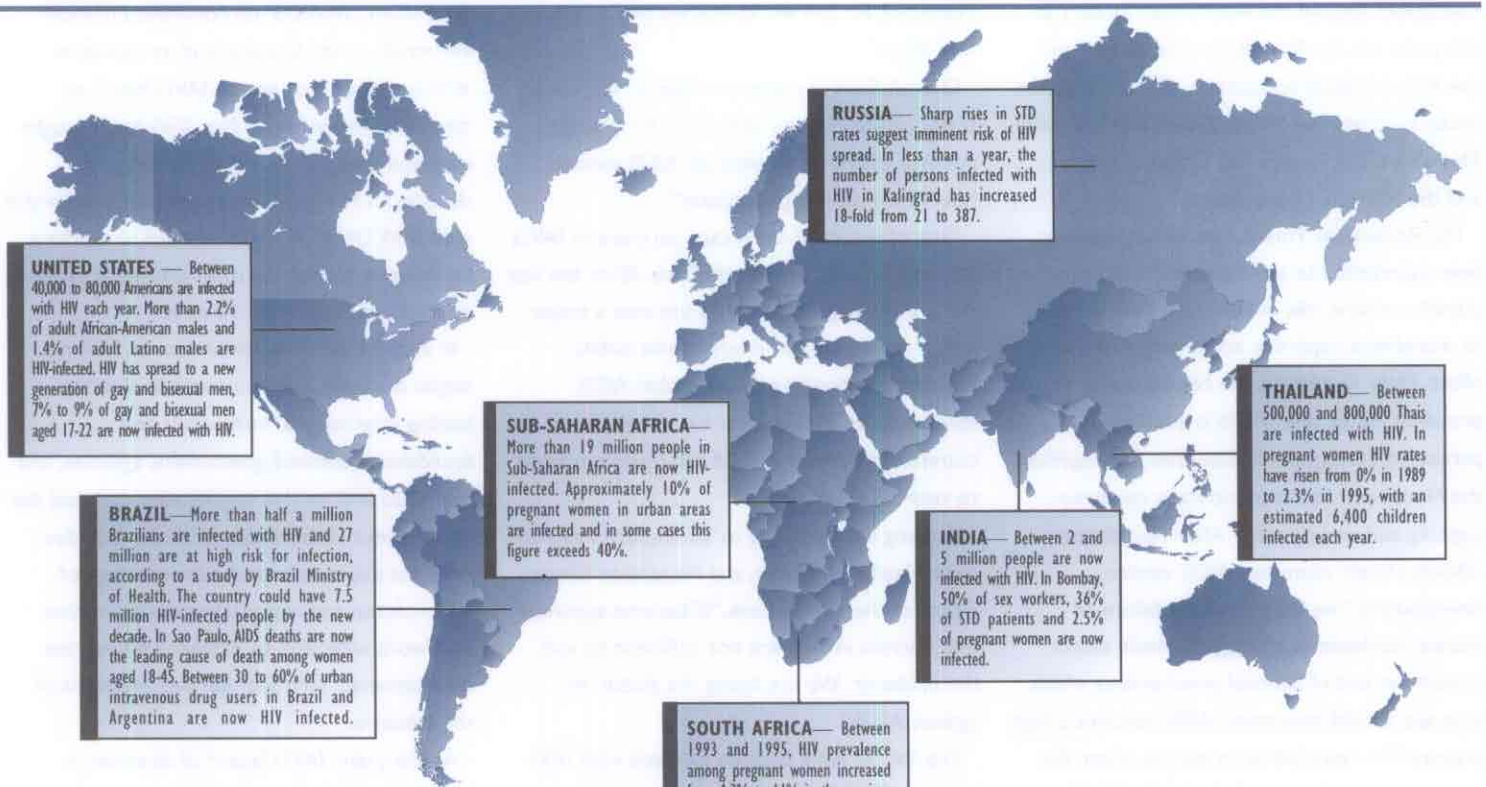 RUSSIA— Sharp rises in STD
rates suggest imminent risk of HIV
spread. In less than a year, the
number of persons infected with
HIV in Kalingrad has increased
18-fold from 21 to 387.
UNITED STATES — Between
40,000 to 80,000 Americans are infected
with HIV each year. More than 2.2%
of adult African-American males and
1.4% of adult Latino males are
HIV-infected. HIV has spread to a new
generation of gay and bisexual men,
7% to 9% of gay and bisexual men
aged 17-22 are now infected with HIV.
THAILAND— Between
500,000 and 800,000 Thais
are infected with HIV. In
pregnant women HIV rates
have risen from 0% in 1989
to 2.3% in 1995, with an
estimated 6,400 children
infected each year.
SUB-SAHARAN AFRICA—
More than 19 million people in
Sub-Saharan Africa are now HIV-
infected. Approximately 10% of
pregnant women in urban areas
are infected and in some cases this
figure exceeds 40%.
BRAZIL—More than half a million
Brazilians are infected with HIV and 27
million are at high risk for infection,
according to a study by Brazil Ministry
of Health. The country could have 7.5
million HIV-infected people by the new
decade. In Sao Paulo, AIDS deaths are now
the leading cause of death among women
aged 18-45. Between 30 to 60% of urban
intravenous drug users in Brazil and
Argentina are now HIV infected.
INDIA— Between 2 and
5 million people are now
infected with HIV. In Bombay,
50% of sex workers, 36%
of STD patients and 2.5%
of pregnant women are now
infected.
SOUTH AFRICA— Between
1993 and 1995, HIV prevalence
among pregnant women increased